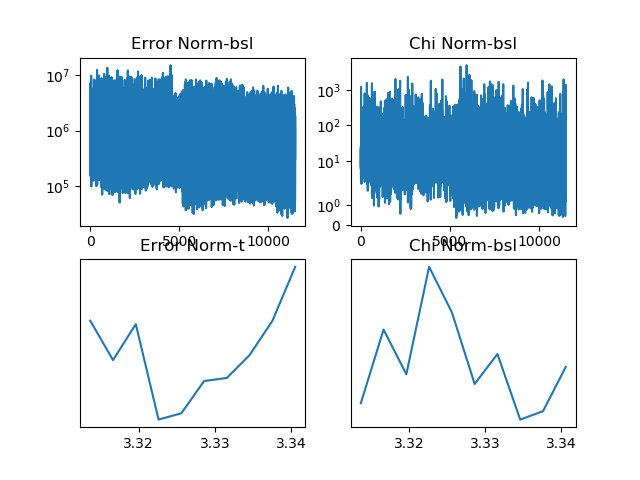 Error Norm-bsl
Chi Norm-bsl
10⁷
10⁶
10⁵
10³
10²
10¹
10⁰
0
0 5000 10000
0 5000 10000
Error Norm-t
Chi Norm-bsl
3.32 3.33 3.34
3.32 3.33 3.34